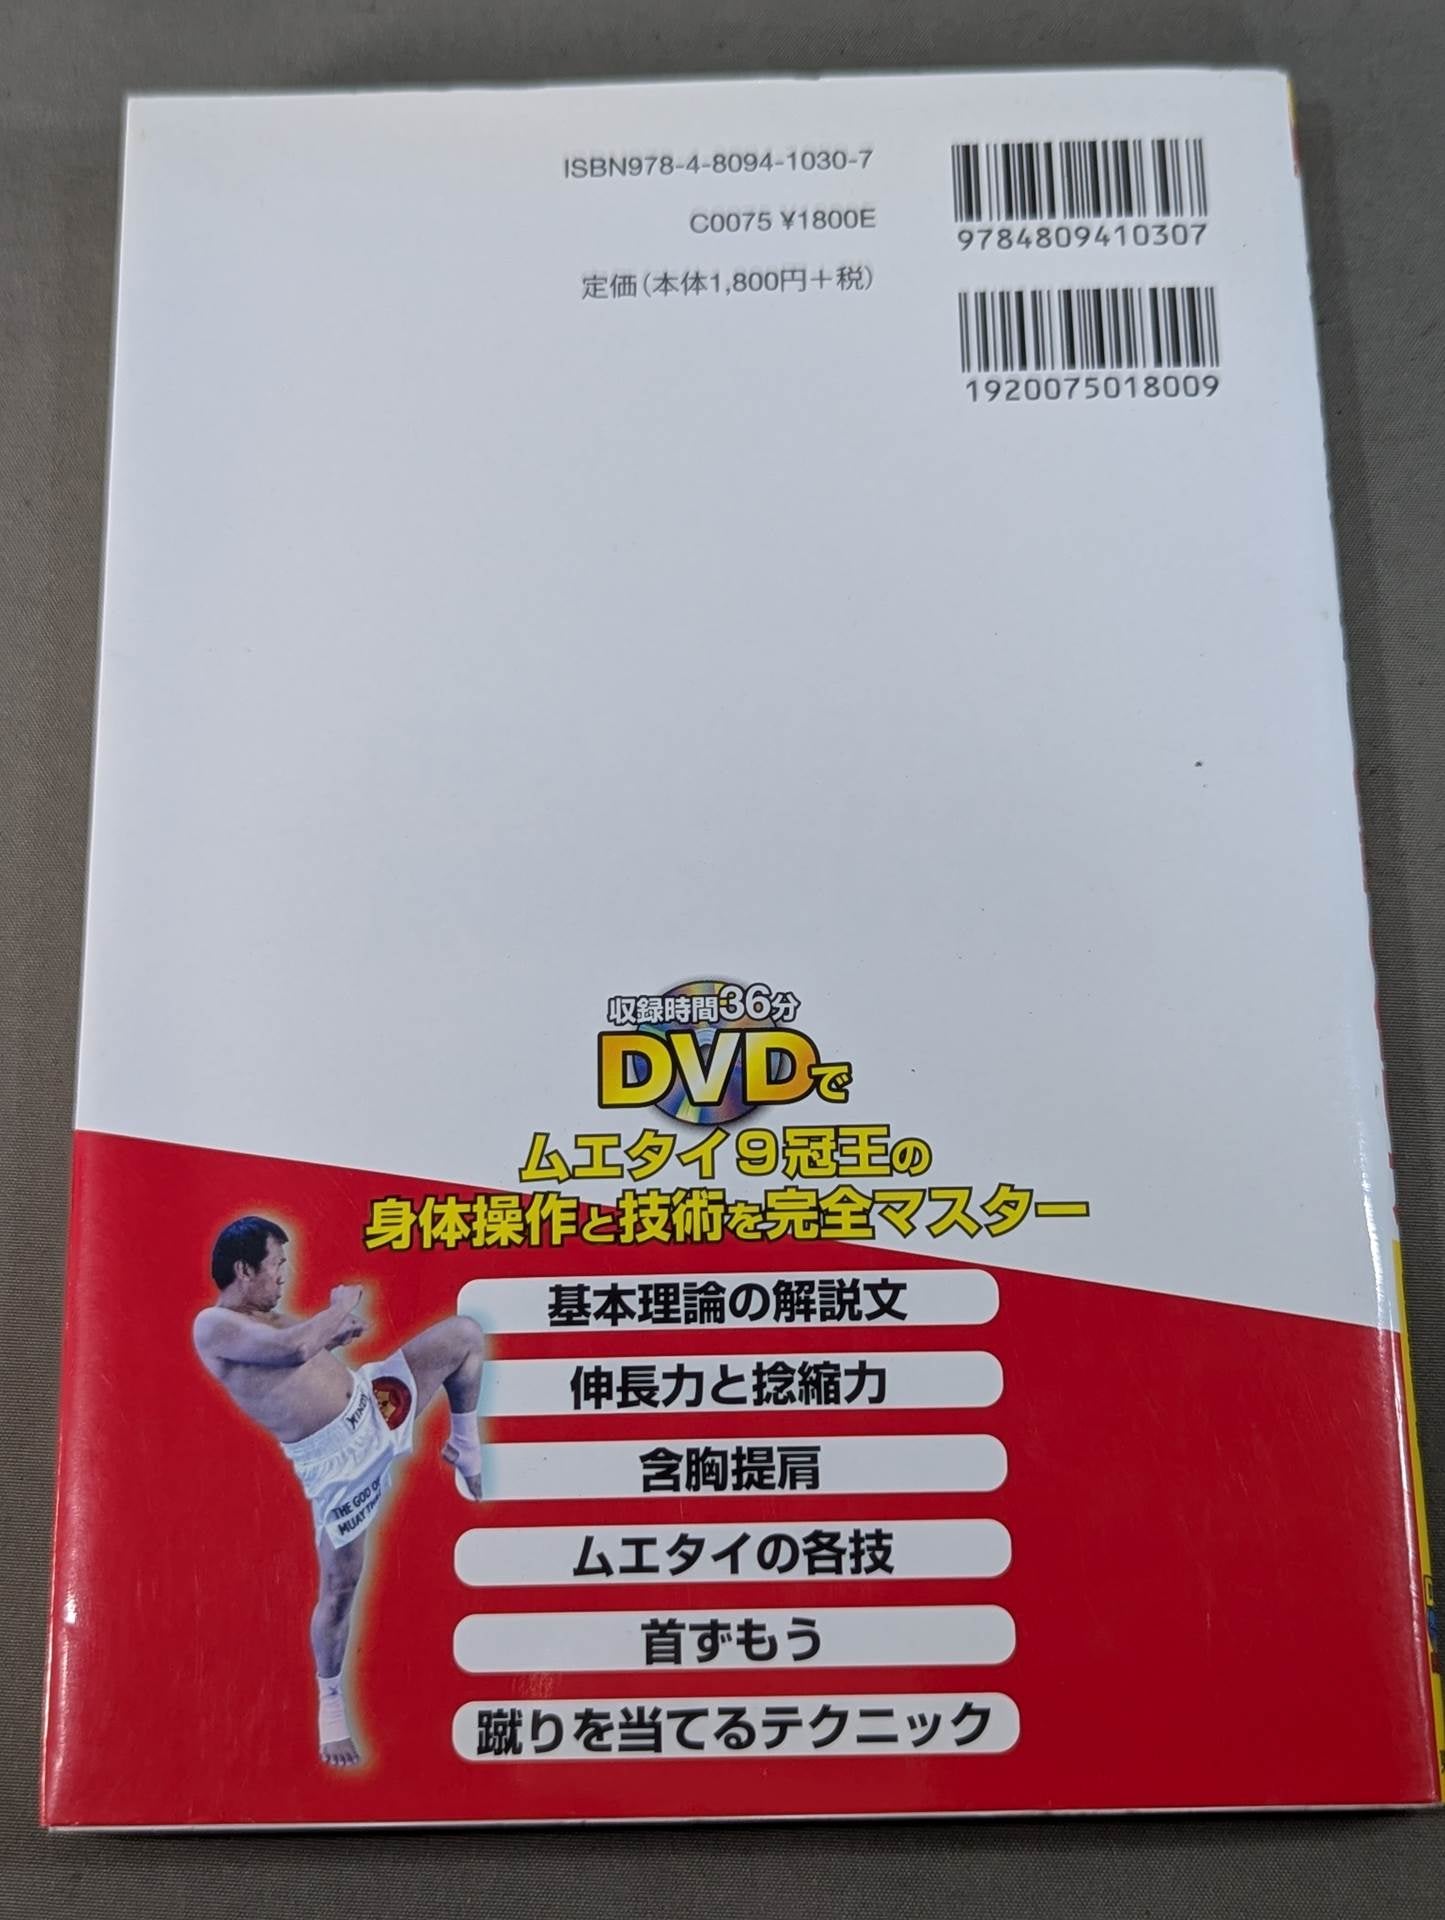 ISBN978-4-8094-1030-7
C0075 ¥1800E
定価(本体1,800円＋税)
9784809410307
1920075018009
収録時間36分
DVDで
ムエタイ9冠王の
身体操作と技術を完全マスター
基本理論の解説文
伸長力と捻縮力
含胸提肩
ムエタイの各技
首ずもう
蹴りを当てるテクニック
THE GOD OF
MUAY THAI